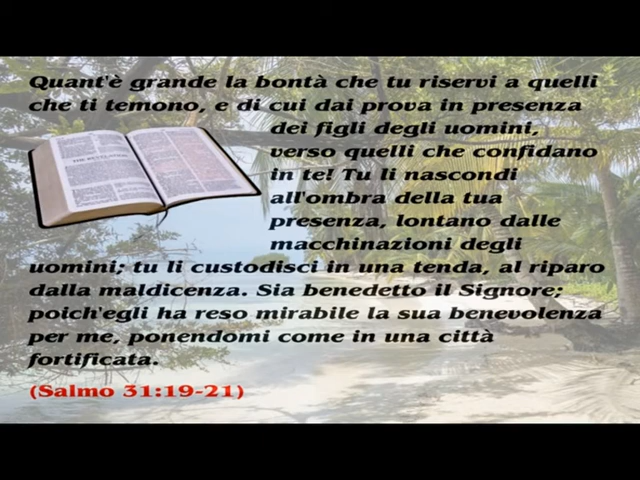 Quant'è grande la bontà che tu riservi a quelli
che ti temono, e di cui dai prova in presenza
dei figli degli uomini,
verso quelli che confidano
in te! Tu li nascondi
all'ombra della tua
presenza, lontano dalle
macchinazioni degli
uomini; tu li custodisci in una tenda, al riparo
dalla maldicenza. Sia benedetto il Signore;
poich'egli ha reso mirabile la sua benevolenza
per me, ponendomi come in una città
fortificata.
(Salmo 31:19-21)